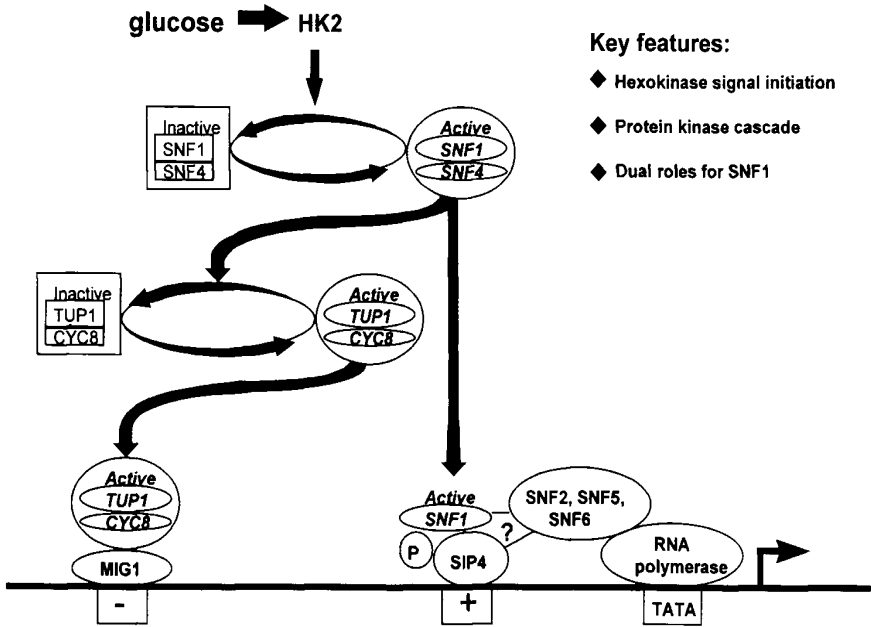 glucose HK2
Key features:
◆ Hexokinase signal initiation
◆ Protein kinase cascade
◆ Dual roles for SNF1
Inactive
SNF1
SNF4
Active
SNF1
SNF4
Inactive
TUP1
CYC8
Active
TUP1
CYC8
Active
TUP1
CYC8
MIG1
-
Active
SNF1
?
P
SIP4
+
SNF2, SNF5,
SNF6
RNA
polymerase
TATA